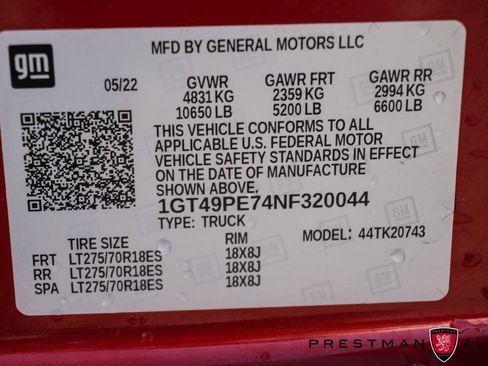 gm
MFD BY GENERAL MOTORS LLC
05/22 GVWR GAWR FRT GAWR RR
4831 KG 2359 KG 2994 KG
10650 LB 5200 LB 6600 LB
THIS VEHICLE CONFORMS TO ALL
APPLICABLE U.S. FEDERAL MOTOR
VEHICLE SAFETY STANDARDS IN EFFECT
ON THE DATE OF MANUFACTURE
SHOWN ABOVE.
1GT49PE74NF320044
TYPE: TRUCK MODEL: 44TK20743
TIRE SIZE RIM
FRT LT275/70R18ES 18X8J
RR LT275/70R18ES 18X8J
SPA LT275/70R18ES 18X8J
PRESTMAN AU